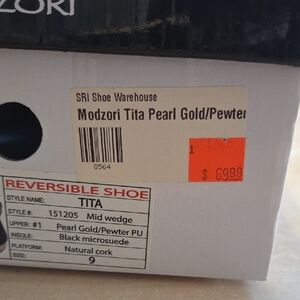 ZORI
SRI Shoe Warehouse
Modzori Tita Pearl Gold/Pewter
8564
1
$ 69.99
REVERSIBLE SHOE
STYLE NAME: TITA
STYLE #: 151205 Mid wedge
UPPER: #1 Pearl Gold/Pewter PU
INSOLE: Black microsuede
PLATFORM: Natural cork
SIZE: 9